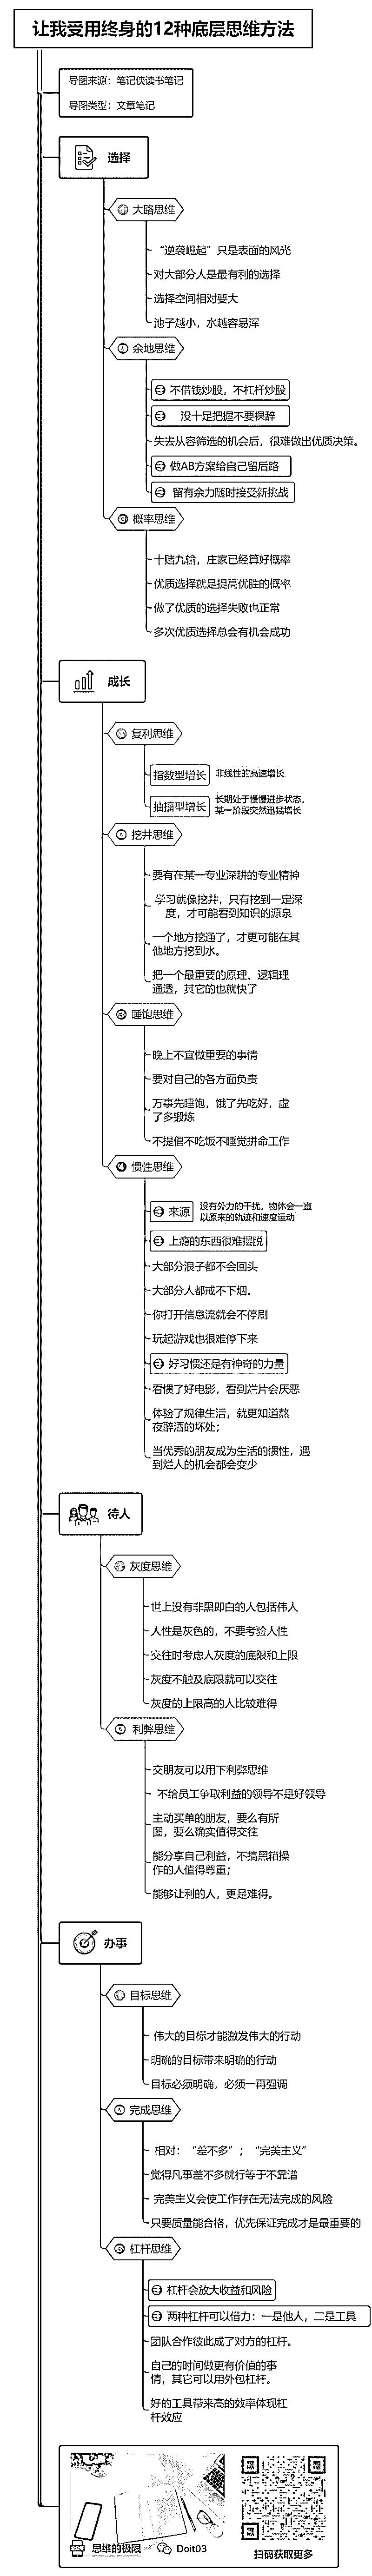 让我受用终身的12种底层思维方法
导图来源：笔记侠读书笔记
导图类型：文章笔记
选择
大路思维
“逆袭崛起”只是表面的风光
对大部分人是最有利的选择
选择空间相对要大
池子越小，水越容易浑
余地思维
不借钱炒股，不杠杆炒股
没十足把握不要裸辞
失去从容筛选的机会后，很难做出优质决策。
做AB方案给自己留后路
留有余力随时接受新挑战
概率思维
十赌九输，庄家已经算好概率
优质选择就是提高优胜的概率
做了优质的选择失败也正常
多次优质选择总会有机会成功
成长
复利思维
指数型增长
非线性的高速增长
抽搐型增长
长期处于慢慢进步状态，
某一阶段突然迅猛增长
挖井思维
要有在某一专业深耕的专业精神
学习就像挖井，只有挖到一定深
度，才可能看到知识的源泉
一个地方挖通了，才更可能在其
他地方挖到水。
把一个最重要的原理、逻辑理
通透，其它的也就快了
睡饱思维
晚上不宜做重要的事情
要对自己的各方面负责
万事先睡饱，饿了先吃好，虚
了多锻炼
不提倡不吃饭不睡觉拼命工作
惯性思维
来源
没有外力的干扰，物体会一直
以原来的轨迹和速度运动
上瘾的东西很难摆脱
大部分浪子都不会回头
大部分人都戒不下烟。
你打开信息流就会不停刷
玩起游戏也很难停下来
好习惯还是有神奇的力量
看惯了好电影，看到烂片会厌恶
体验了规律生活，就更知道熬
夜醉酒的坏处；
当优秀的朋友成为生活的惯性，遇
到烂人的机会都会变少
待人
灰度思维
世上没有非黑即白的人包括伟人
人性是灰色的，不要考验人性
交往时考虑人灰度的底限和上限
灰度不触及底限就可以交往
灰度的上限高的人比较难得
利弊思维
交朋友可以用下利弊思维
不给员工争取利益的领导不是好领导
主动买单的朋友，要么有所
图，要么确实值得交往
能分享自己利益，不搞黑箱操
作的人值得尊重；
能够让利的人，更是难得。
办事
目标思维
伟大的目标才能激发伟大的行动
明确的目标带来明确的行动
目标必须明确，必须一再强调
完成思维
相对：“差不多”；“完美主义”
觉得凡事差不多就行等于不靠谱
完美主义会使工作存在无法完成的风险
只要质量能合格，优先保证完成才是最重要的
杠杆思维
杠杆会放大收益和风险
两种杠杆可以借力：一是他人，二是工具
团队合作彼此成了对方的杠杆。
自己的时间做更有价值的事
情，其它可以用外包杠杆。
好的工具带来高的效率体现杠
杆效应
思维的极限
Doit03
扫码获取更多